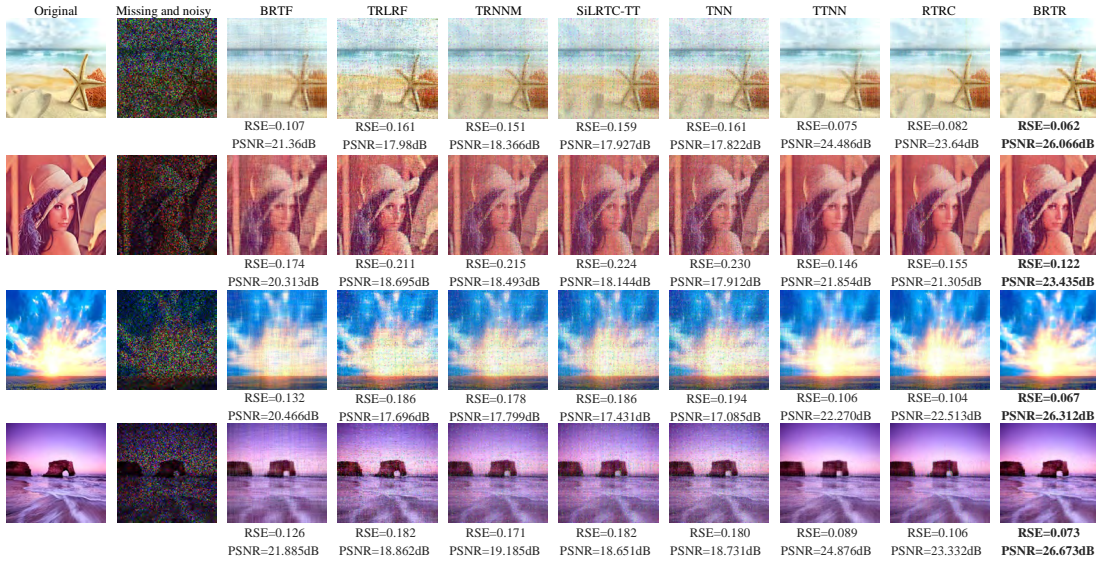 Original Missing and noisy BRTF TRLRF TRNNM SiLRTC-TT TNN TTNN RTRC BRTR
RSE=0.107 RSE=0.161 RSE=0.151 RSE=0.159 RSE=0.161 RSE=0.075 RSE=0.082 RSE=0.062
PSNR=21.36dB PSNR=17.98dB PSNR=18.366dB PSNR=17.927dB PSNR=17.822dB PSNR=24.486dB PSNR=23.64dB PSNR=26.066dB
RSE=0.174 RSE=0.211 RSE=0.215 RSE=0.224 RSE=0.230 RSE=0.146 RSE=0.155 RSE=0.122
PSNR=20.313dB PSNR=18.695dB PSNR=18.493dB PSNR=18.144dB PSNR=17.912dB PSNR=21.854dB PSNR=21.305dB PSNR=23.435dB
RSE=0.132 RSE=0.186 RSE=0.178 RSE=0.186 RSE=0.194 RSE=0.106 RSE=0.104 RSE=0.067
PSNR=20.466dB PSNR=17.696dB PSNR=17.799dB PSNR=17.431dB PSNR=17.085dB PSNR=22.270dB PSNR=22.513dB PSNR=26.312dB
RSE=0.126 RSE=0.182 RSE=0.171 RSE=0.182 RSE=0.180 RSE=0.089 RSE=0.106 RSE=0.073
PSNR=21.885dB PSNR=18.862dB PSNR=19.185dB PSNR=18.651dB PSNR=18.731dB PSNR=24.876dB PSNR=23.332dB PSNR=26.673dB